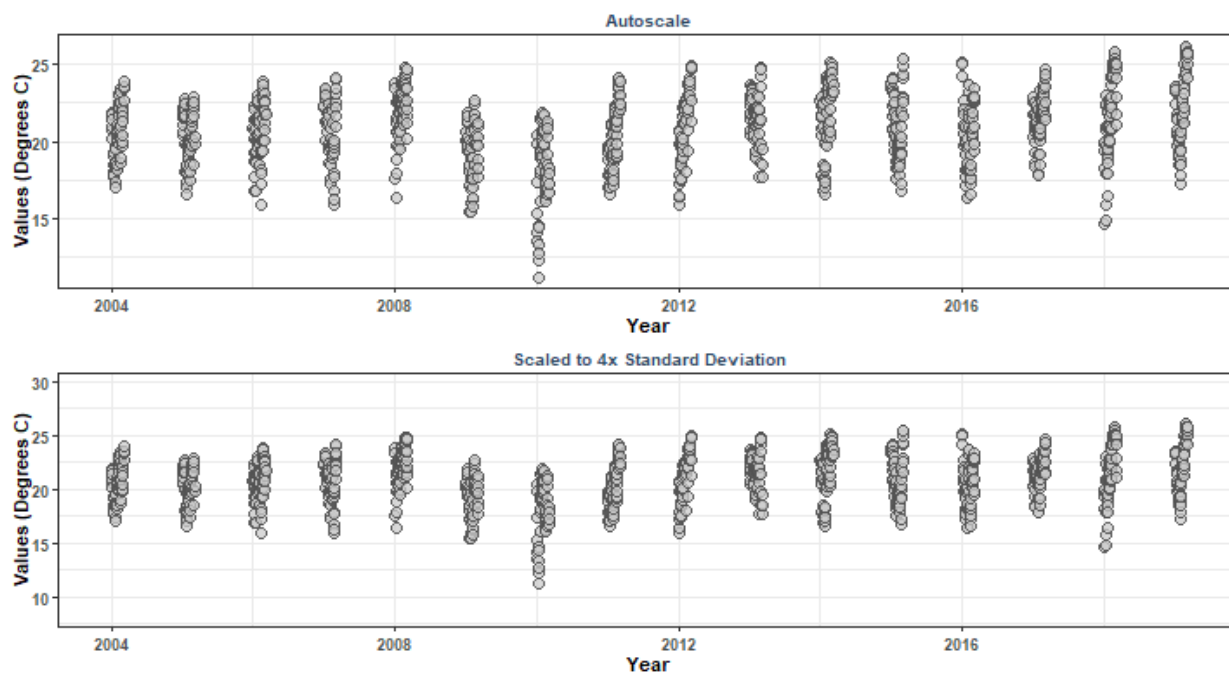 Autoscale
Values (Degrees C)
25
20
15
2004
2008
2012
2016
Year
Scaled to 4x Standard Deviation
Values (Degrees C)
30
25
20
15
10
2004
2008
2012
2016
Year